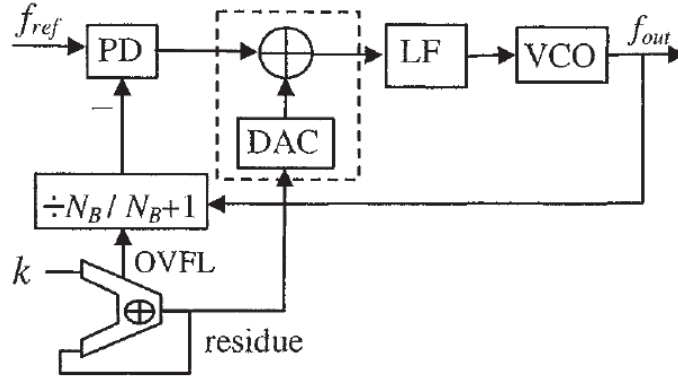 f_ref
PD
LF
VCO
f_out
−
DAC
÷N_B / N_B+1
OVFL
k
residue